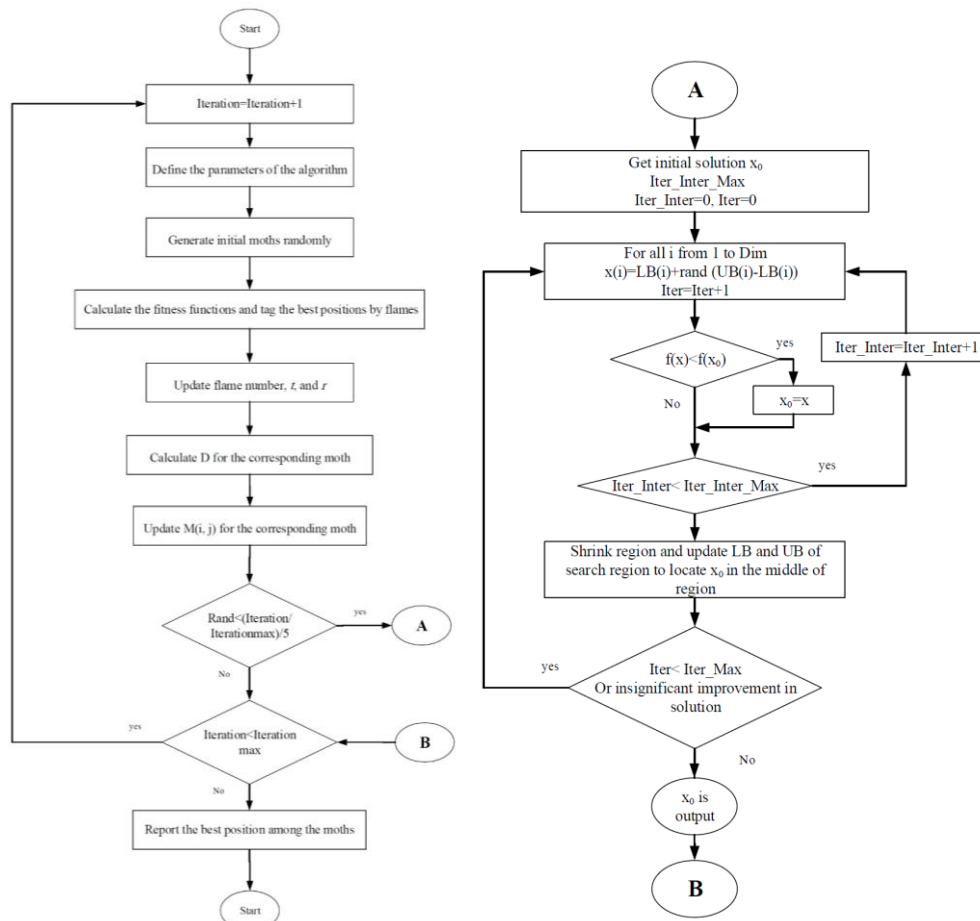 Start
Iteration=Iteration+1
Define the parameters of the algorithm
Generate initial moths randomly
Calculate the fitness functions and tag the best positions by flames
Update flame number, t, and r
Calculate D for the corresponding moth
Update M(i, j) for the corresponding moth
Rand<(Iteration/
Iterationmax)/5
yes
A
No
Iteration<Iteration
max
yes
B
No
Report the best position among the moths
Start
A
Get initial solution x₀
Iter_Inter_Max
Iter_Inter=0, Iter=0
For all i from 1 to Dim
x(i)=LB(i)+rand (UB(i)-LB(i))
Iter=Iter+1
f(x)<f(x₀)
yes
x₀=x
No
Iter_Inter=Iter_Inter+1
Iter_Inter< Iter_Inter_Max
yes
Shrink region and update LB and UB of
search region to locate x₀ in the middle of
region
Iter< Iter_Max
Or insignificant improvement in
solution
yes
No
x₀ is
output
B